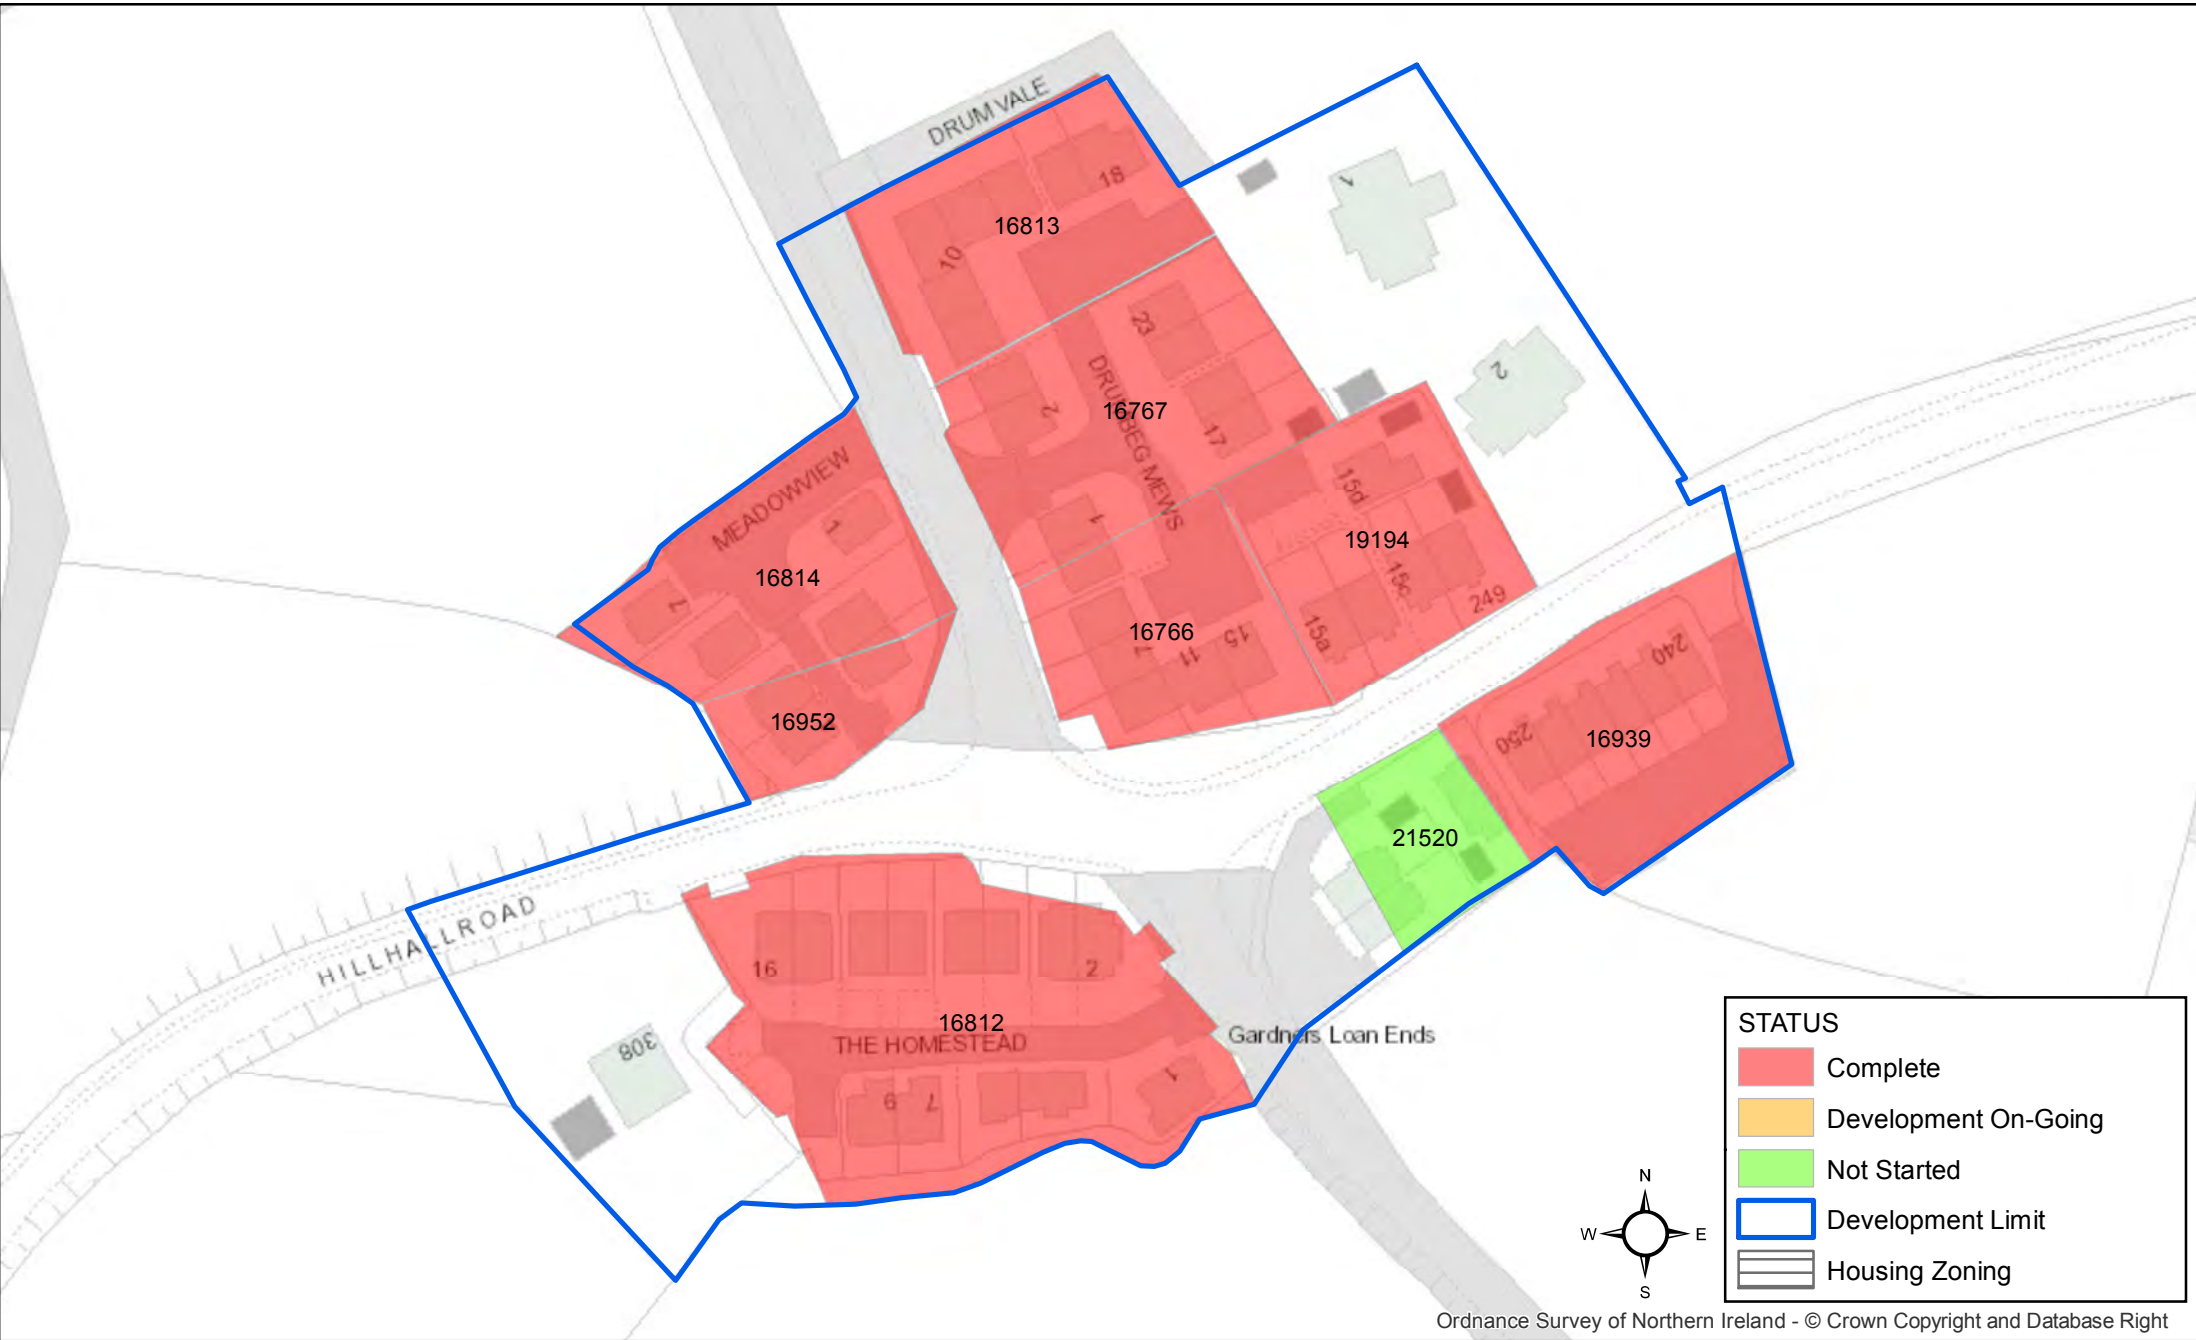 DRUM VALE
18
16813
10
1
23
2
DRUMBEG MEWS
16767
2
17
MEADOWVIEW
15d
1
1
16814
19194
15c
249
2
16766
15
7
11
15a
240
16952
250
16939
21520
HILLHALL ROAD
16
2
16812
THE HOMESTEAD
Gardners Loan Ends
308
9
7
1
STATUS
Complete
Development On-Going
Not Started
Development Limit
Housing Zoning
N
W
E
S
Ordnance Survey of Northern Ireland - © Crown Copyright and Database Right